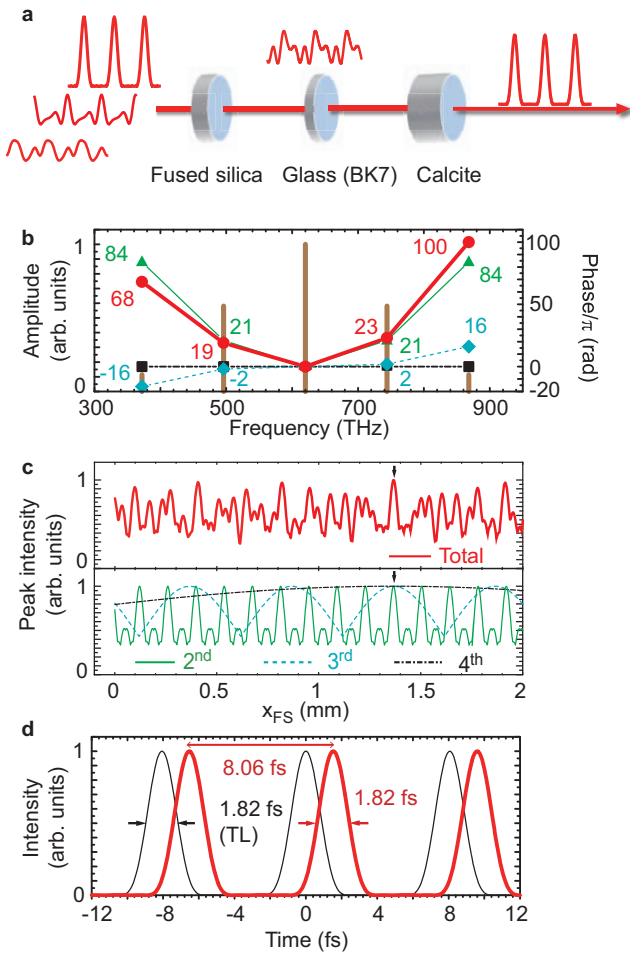 a
Fused silica Glass (BK7) Calcite
b
Amplitude
(arb. units)
Phase/π (rad)
1
0
100
50
0
-20
84
68
19
21
-16
-2
23
21
2
100
84
16
300 500 700 900
Frequency (THz)
c
Peak intensity
(arb. units)
1
0
Total
1
0
2nd 3rd 4th
0 0.5 1 1.5 2
xFS (mm)
d
Intensity
(arb. units)
1
0
8.06 fs
1.82 fs
(TL)
1.82 fs
-12 -8 -4 0 4 8 12
Time (fs)